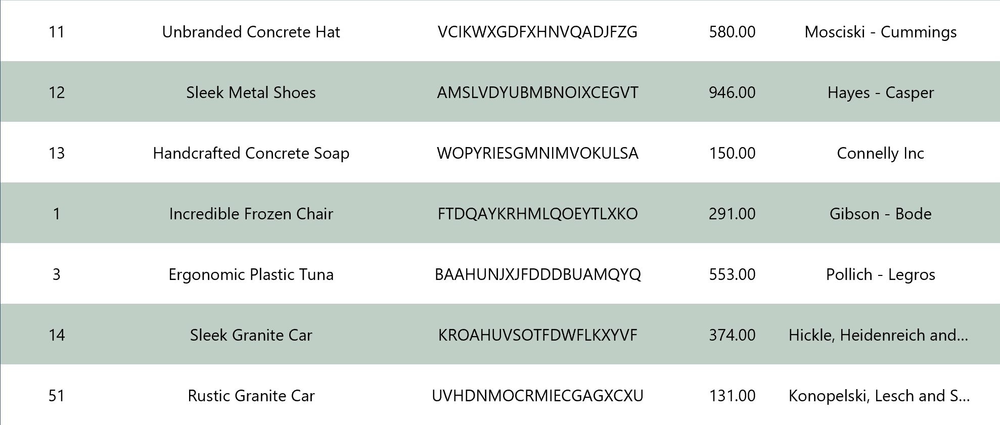 11 Unbranded Concrete Hat VCIKWXGDFXHNVQADJFZG 580.00 Mosciski - Cummings
12 Sleek Metal Shoes AMSLVDYUBMBNOIXCEGVT 946.00 Hayes - Casper
13 Handcrafted Concrete Soap WOPYRIESGMNIMVOKULSA 150.00 Connelly Inc
1 Incredible Frozen Chair FTDQAYKRHMLQOEYTLXKO 291.00 Gibson - Bode
3 Ergonomic Plastic Tuna BAAHUNJXJFDDDBUAMQYQ 553.00 Pollich - Legros
14 Sleek Granite Car KROAHUVSOTFDWFLKXYVF 374.00 Hickle, Heidenreich and...
51 Rustic Granite Car UVHDNMOCRMIECGAGXCXU 131.00 Konopelski, Lesch and S...